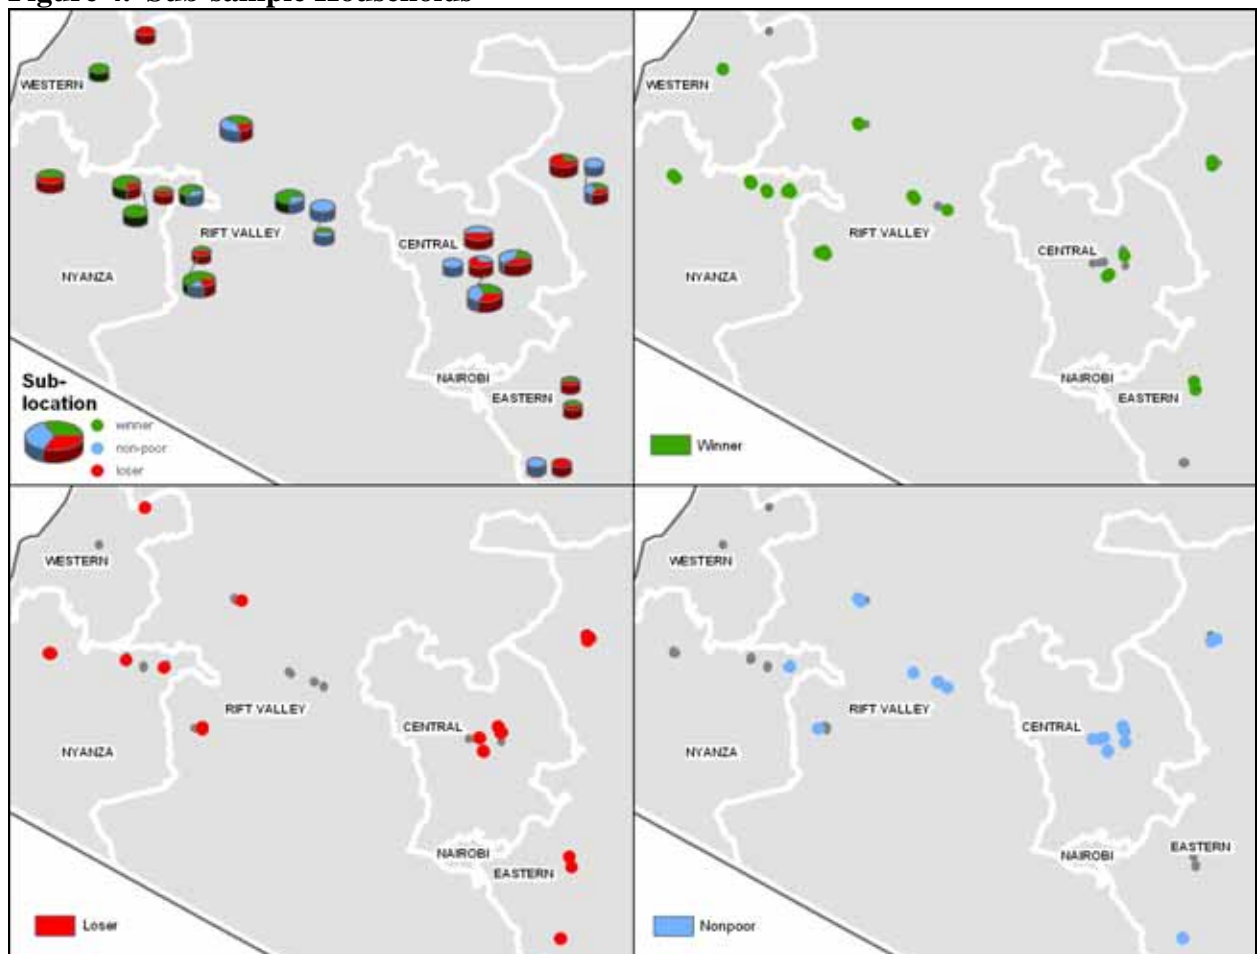 Figure 4: Sub-sample Households
WESTERN
RIFT VALLEY
CENTRAL
NYANZA
NAIROBI
EASTERN
Sub-
location
winner
non-poor
loser
WESTERN
RIFT VALLEY
CENTRAL
NYANZA
NAIROBI
EASTERN
Winner
WESTERN
RIFT VALLEY
CENTRAL
NYANZA
NAIROBI
EASTERN
Loser
WESTERN
RIFT VALLEY
CENTRAL
NYANZA
EASTERN
NAIROBI
Nonpoor